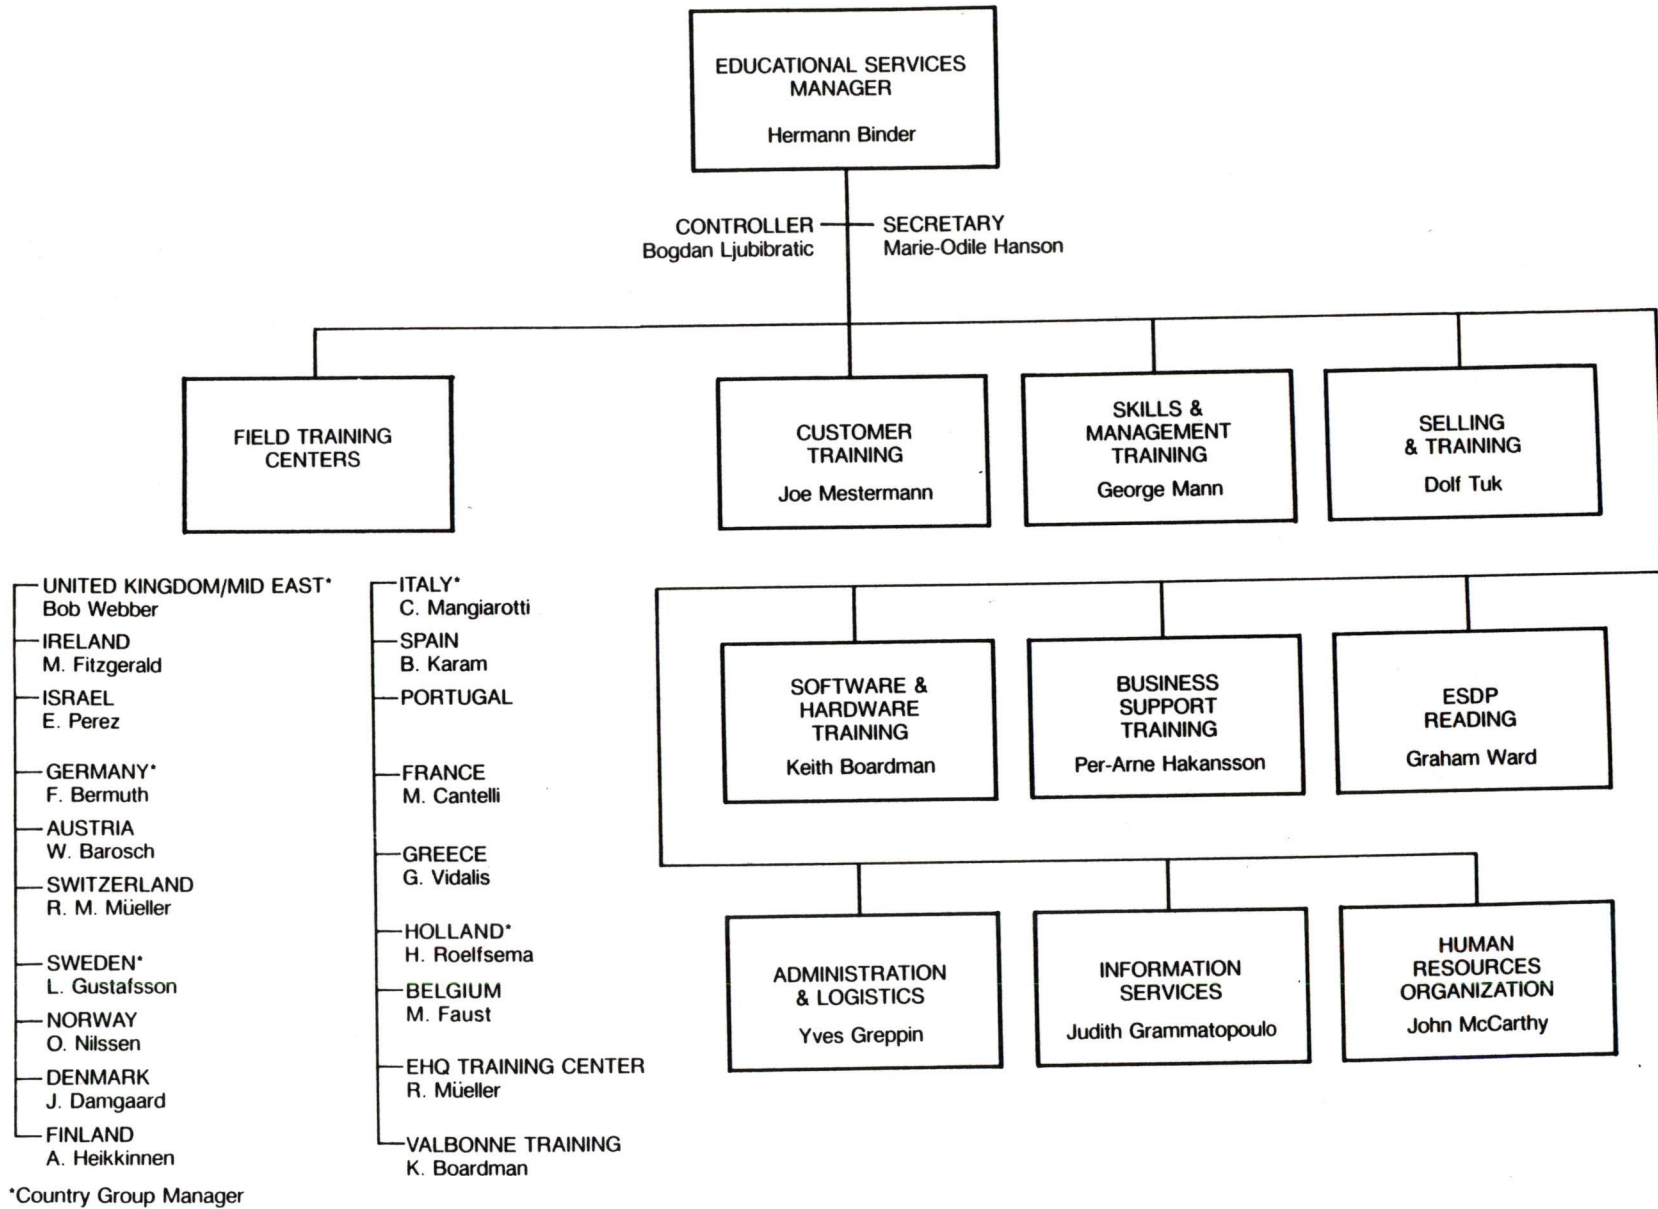 EDUCATIONAL SERVICES
MANAGER
Hermann Binder
CONTROLLER
Bogdan Ljubibratic
SECRETARY
Marie-Odile Hanson
FIELD TRAINING
CENTERS
CUSTOMER
TRAINING
Joe Mestermann
SKILLS &
MANAGEMENT
TRAINING
George Mann
SELLING
& TRAINING
Dolf Tuk
UNITED KINGDOM/MID EAST*
Bob Webber
IRELAND
M. Fitzgerald
ISRAEL
E. Perez
GERMANY*
F. Bermuth
AUSTRIA
W. Barosch
SWITZERLAND
R. M. Müeller
SWEDEN*
L. Gustafsson
NORWAY
O. Nilssen
DENMARK
J. Damgaard
FINLAND
A. Heikkinnen
ITALY*
C. Mangiarotti
SPAIN
B. Karam
PORTUGAL
FRANCE
M. Cantelli
GREECE
G. Vidalis
HOLLAND*
H. Roelfsema
BELGIUM
M. Faust
EHQ TRAINING CENTER
R. Müeller
VALBONNE TRAINING
K. Boardman
SOFTWARE &
HARDWARE
TRAINING
Keith Boardman
BUSINESS
SUPPORT
TRAINING
Per-Arne Hakansson
ESDP
READING
Graham Ward
ADMINISTRATION
& LOGISTICS
Yves Greppin
INFORMATION
SERVICES
Judith Grammatopoulo
HUMAN
RESOURCES
ORGANIZATION
John McCarthy
*Country Group Manager